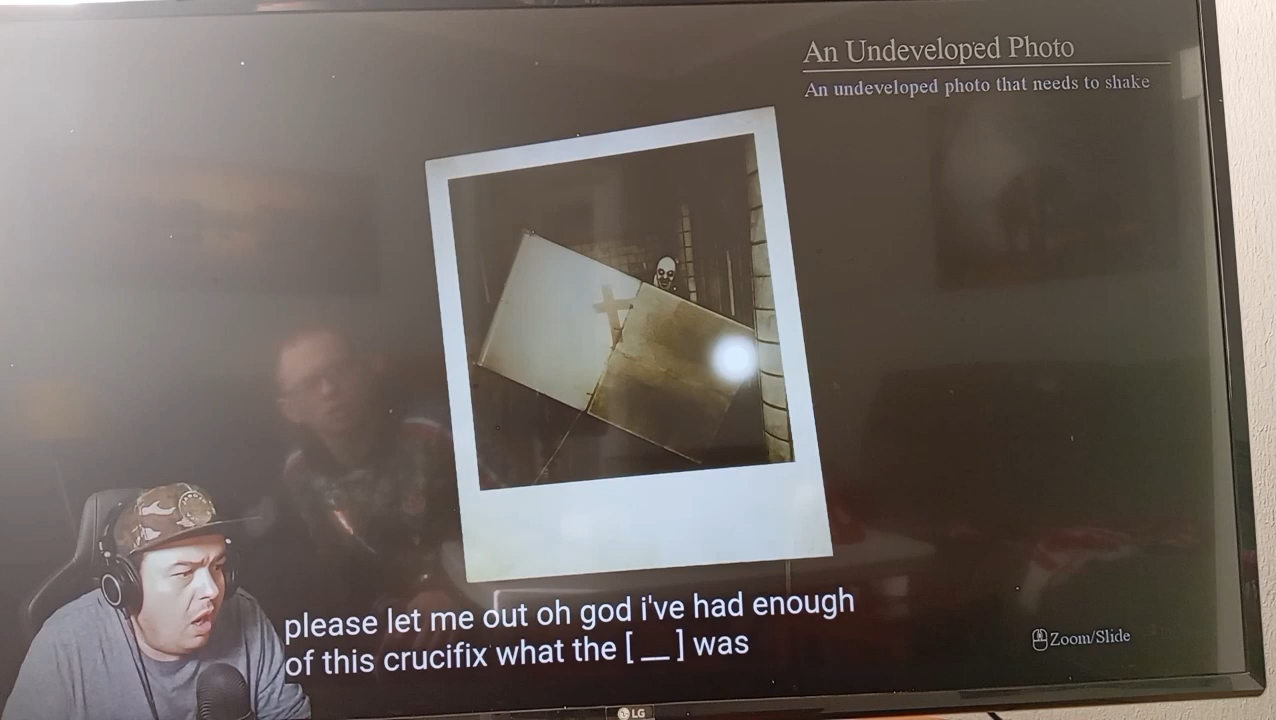 An Undeveloped Photo
An undeveloped photo that needs to shake
please let me out oh god i've had enough
of this crucifix what the [ __ ] was
Zoom/Slide
LG